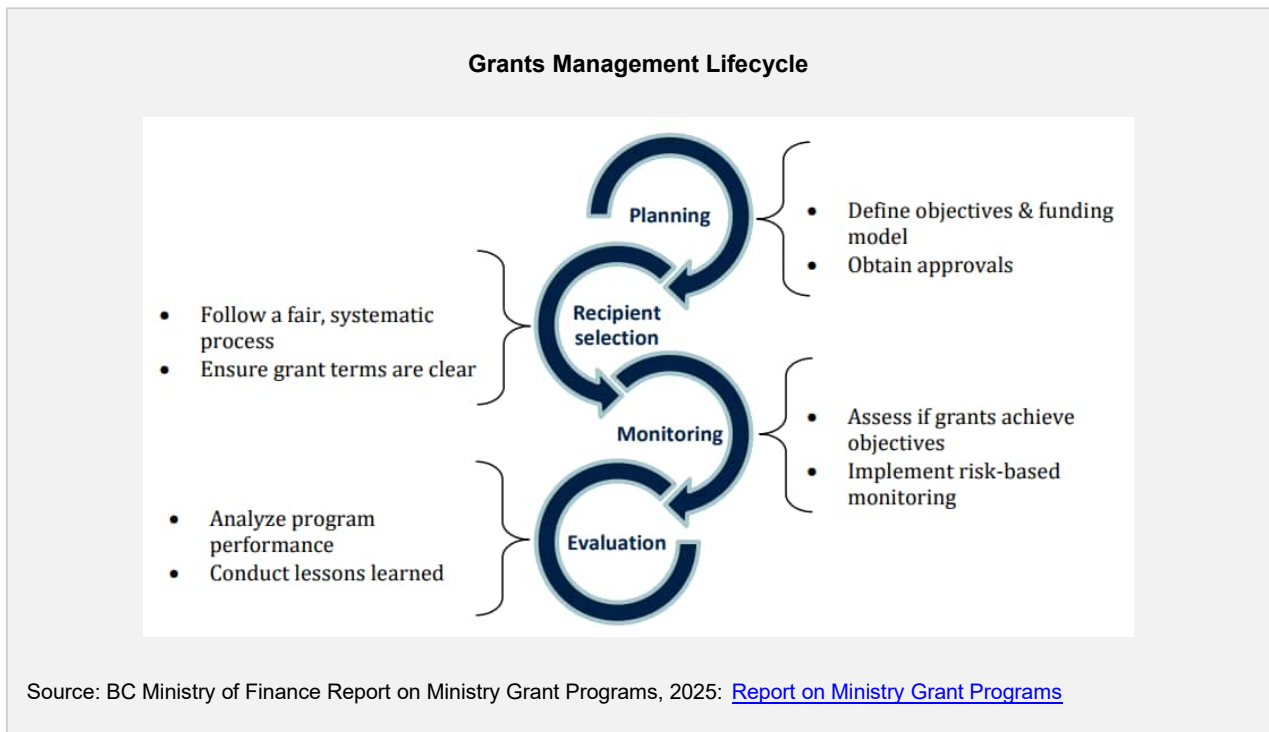 Grants Management Lifecycle
Planning
• Define objectives & funding
model
• Obtain approvals
Recipient
selection
• Follow a fair, systematic
process
• Ensure grant terms are clear
Monitoring
• Assess if grants achieve
objectives
• Implement risk-based
monitoring
Evaluation
• Analyze program
performance
• Conduct lessons learned
Source: BC Ministry of Finance Report on Ministry Grant Programs, 2025: Report on Ministry Grant Programs